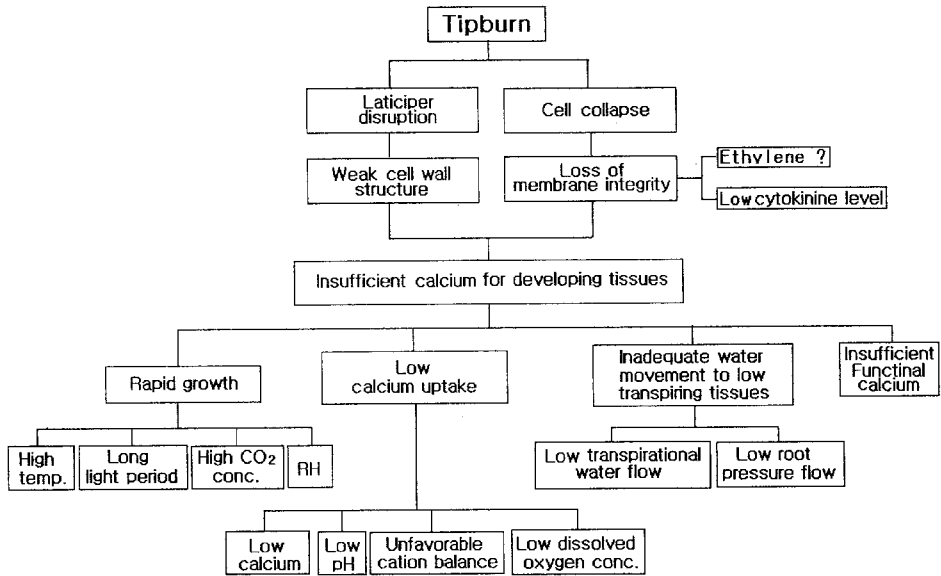 Tipburn
Laticiper
disruption
Cell collapse
Weak cell wall
structure
Loss of
membrane integrity
Ethylene ?
Low cytokinine level
Insufficient calcium for developing tissues
Rapid growth
Low
calcium uptake
Inadequate water
movement to low
transpiring tissues
Insufficient
Functinal
calcium
High
temp.
Long
light period
High CO₂
conc.
RH
Low transpirational
water flow
Low root
pressure flow
Low
calcium
Low
pH
Unfavorable
cation balance
Low dissolved
oxygen conc.